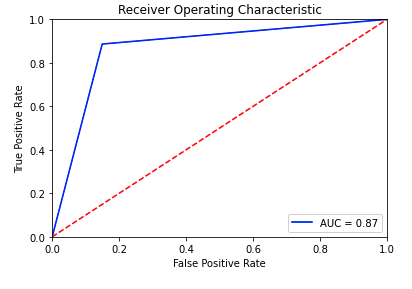 Receiver Operating Characteristic
1.0
0.8
0.6
0.4
0.2
0.0
True Positive Rate
AUC = 0.87
0.0 0.2 0.4 0.6 0.8 1.0
False Positive Rate